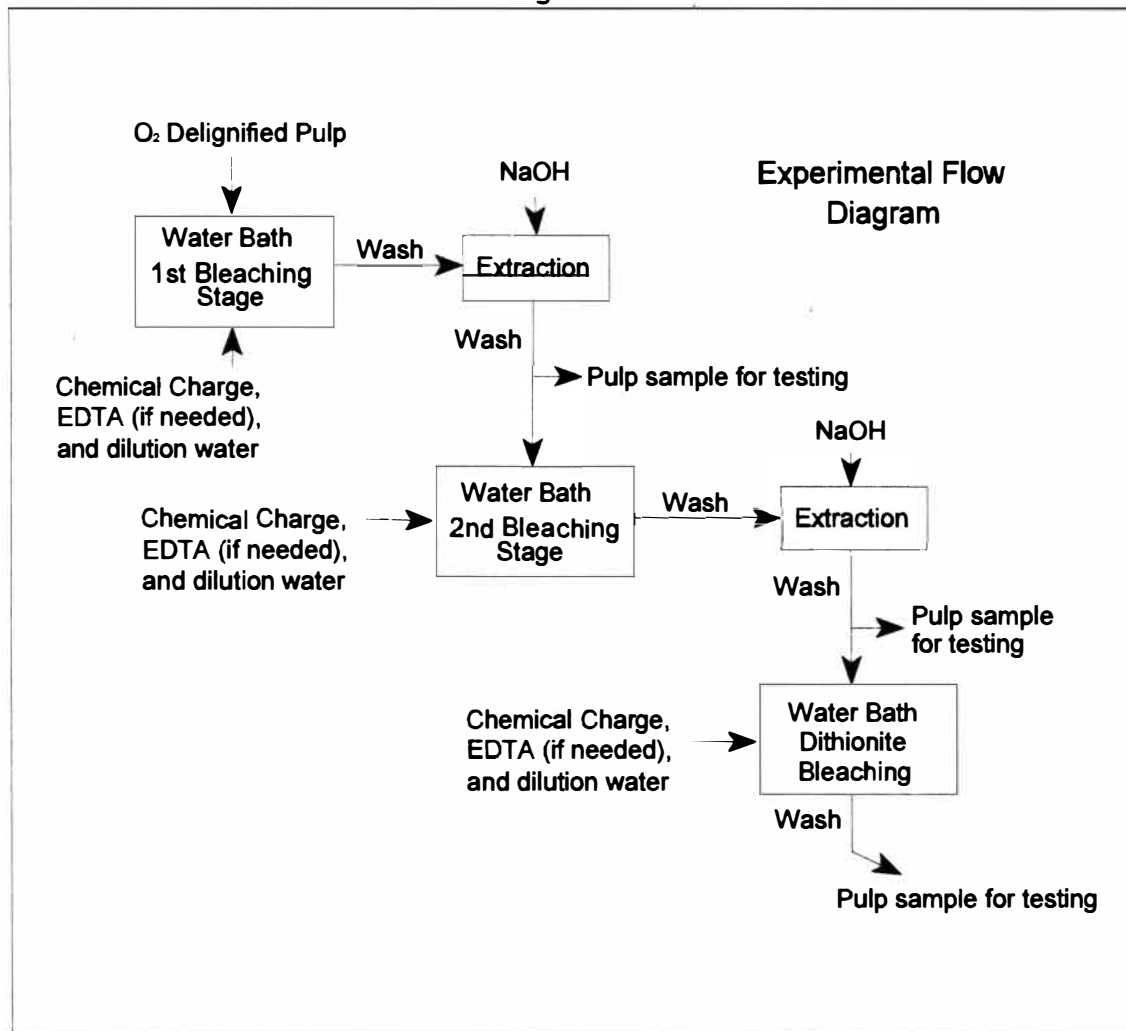 O₂ Delignified Pulp
NaOH
Experimental Flow
Diagram
Water Bath
1st Bleaching
Stage
Wash
Extraction
Wash
Pulp sample for testing
Chemical Charge,
EDTA (if needed),
and dilution water
NaOH
Water Bath
2nd Bleaching
Stage
Wash
Extraction
Chemical Charge,
EDTA (if needed),
and dilution water
Wash
Pulp sample
for testing
Water Bath
Dithionite
Bleaching
Chemical Charge,
EDTA (if needed),
and dilution water
Wash
Pulp sample for testing